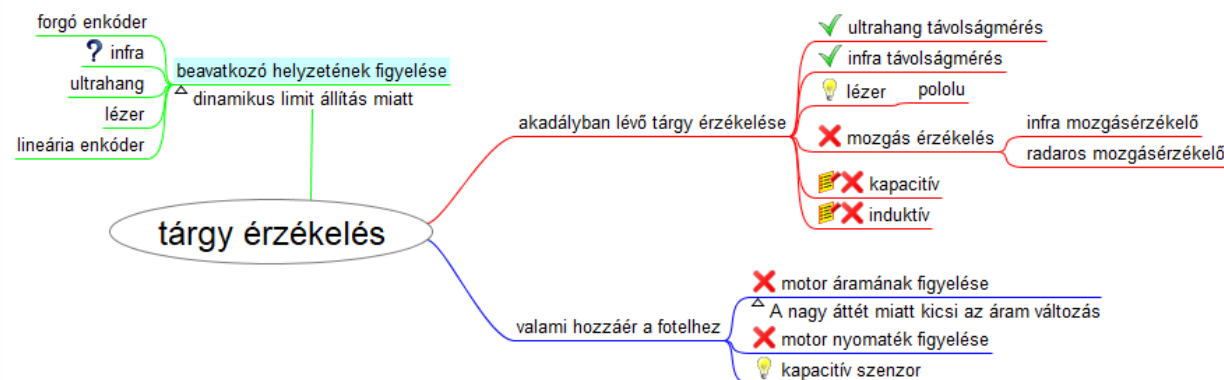 forgó enkóder
infra
ultrahang
lézer
lineária enkóder
beavatkozó helyzetének figyelése
dinamikus limit állítás miatt
tárgy érzékelés
akadályban lévő tárgy érzékelése
ultrahang távolságmérés
infra távolságmérés
lézer
pololu
mozgás érzékelés
infra mozgásérzékelő
radaros mozgásérzékelő
kapacitív
induktív
valami hozzáér a fotelhez
motor áramának figyelése
A nagy áttét miatt kicsi az áram változás
motor nyomaték figyelése
kapacitív szenzor